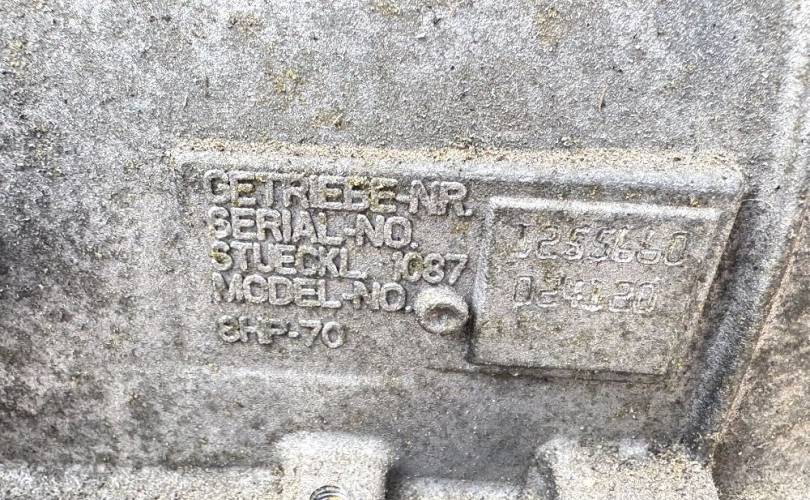 GETRIEBE-NR.
SERIAL-NO.
STUECKL. 1087
MODEL-NO.
8HP-70